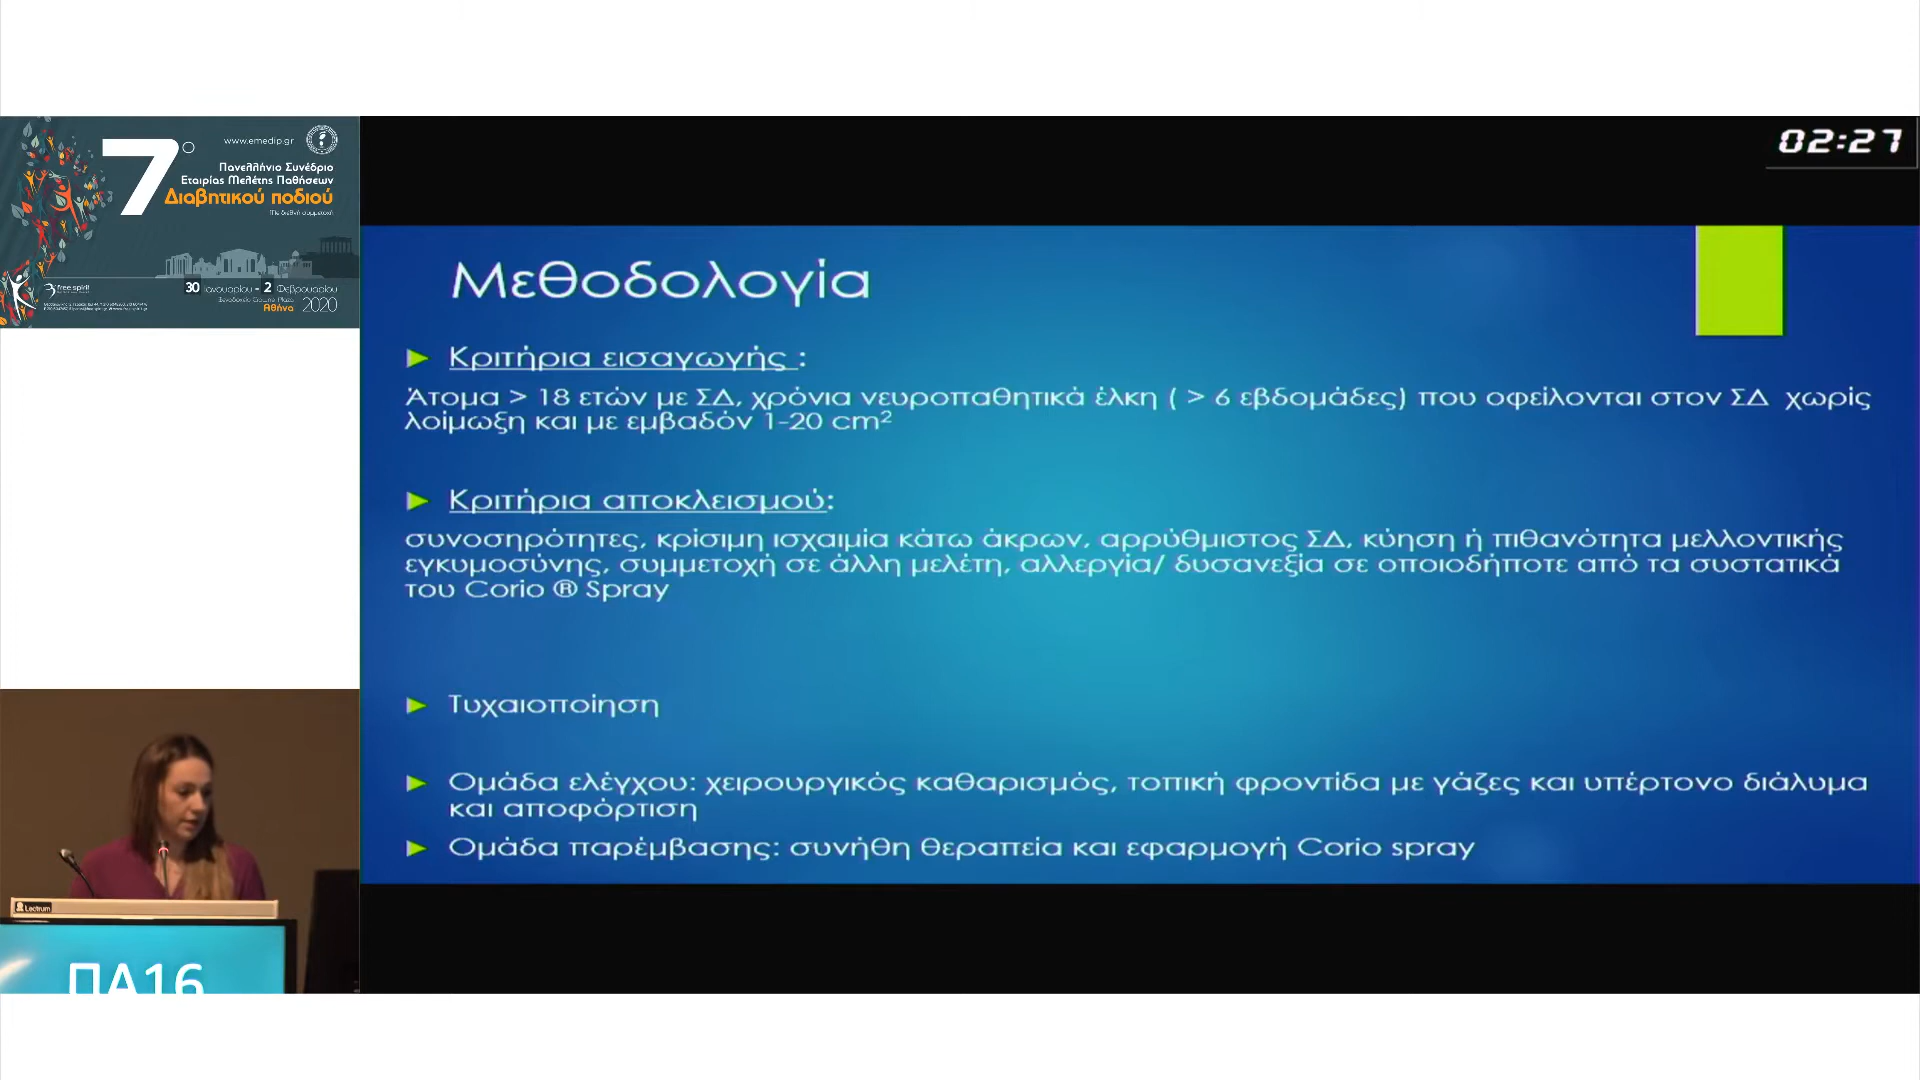 7ο
www.emedip.gr
Πανελλήνιο Συνέδριο
Εταιρίας Μελέτης Παθήσεων
Διαβητικού ποδιού
Με διεθνή συμμετοχή
free spirit
30 Ιανουαρίου - 2 Φεβρουαρίου
Ξενοδοχείο Crowne Plaza
Αθήνα 2020
02:27
Μεθοδολογία
Κριτήρια εισαγωγής :
Άτομα > 18 ετών με ΣΔ, χρόνια νευροπαθητικά έλκη ( > 6 εβδομάδες) που οφείλονται στον ΣΔ χωρίς
λοίμωξη και με εμβαδόν 1-20 cm²
Κριτήρια αποκλεισμού:
συνοσηρότητες, κρίσιμη ισχαιμία κάτω άκρων, αρρύθμιστος ΣΔ, κύηση ή πιθανότητα μελλοντικής
εγκυμοσύνης, συμμετοχή σε άλλη μελέτη, αλλεργία/ δυσανεξία σε οποιοδήποτε από τα συστατικά
του Corio ® Spray
Τυχαιοποίηση
Ομάδα ελέγχου: χειρουργικός καθαρισμός, τοπική φροντίδα με γάζες και υπέρτονο διάλυμα
και αποφόρτιση
Ομάδα παρέμβασης: συνήθη θεραπεία και εφαρμογή Corio spray
Lectrum
ΠΑ16